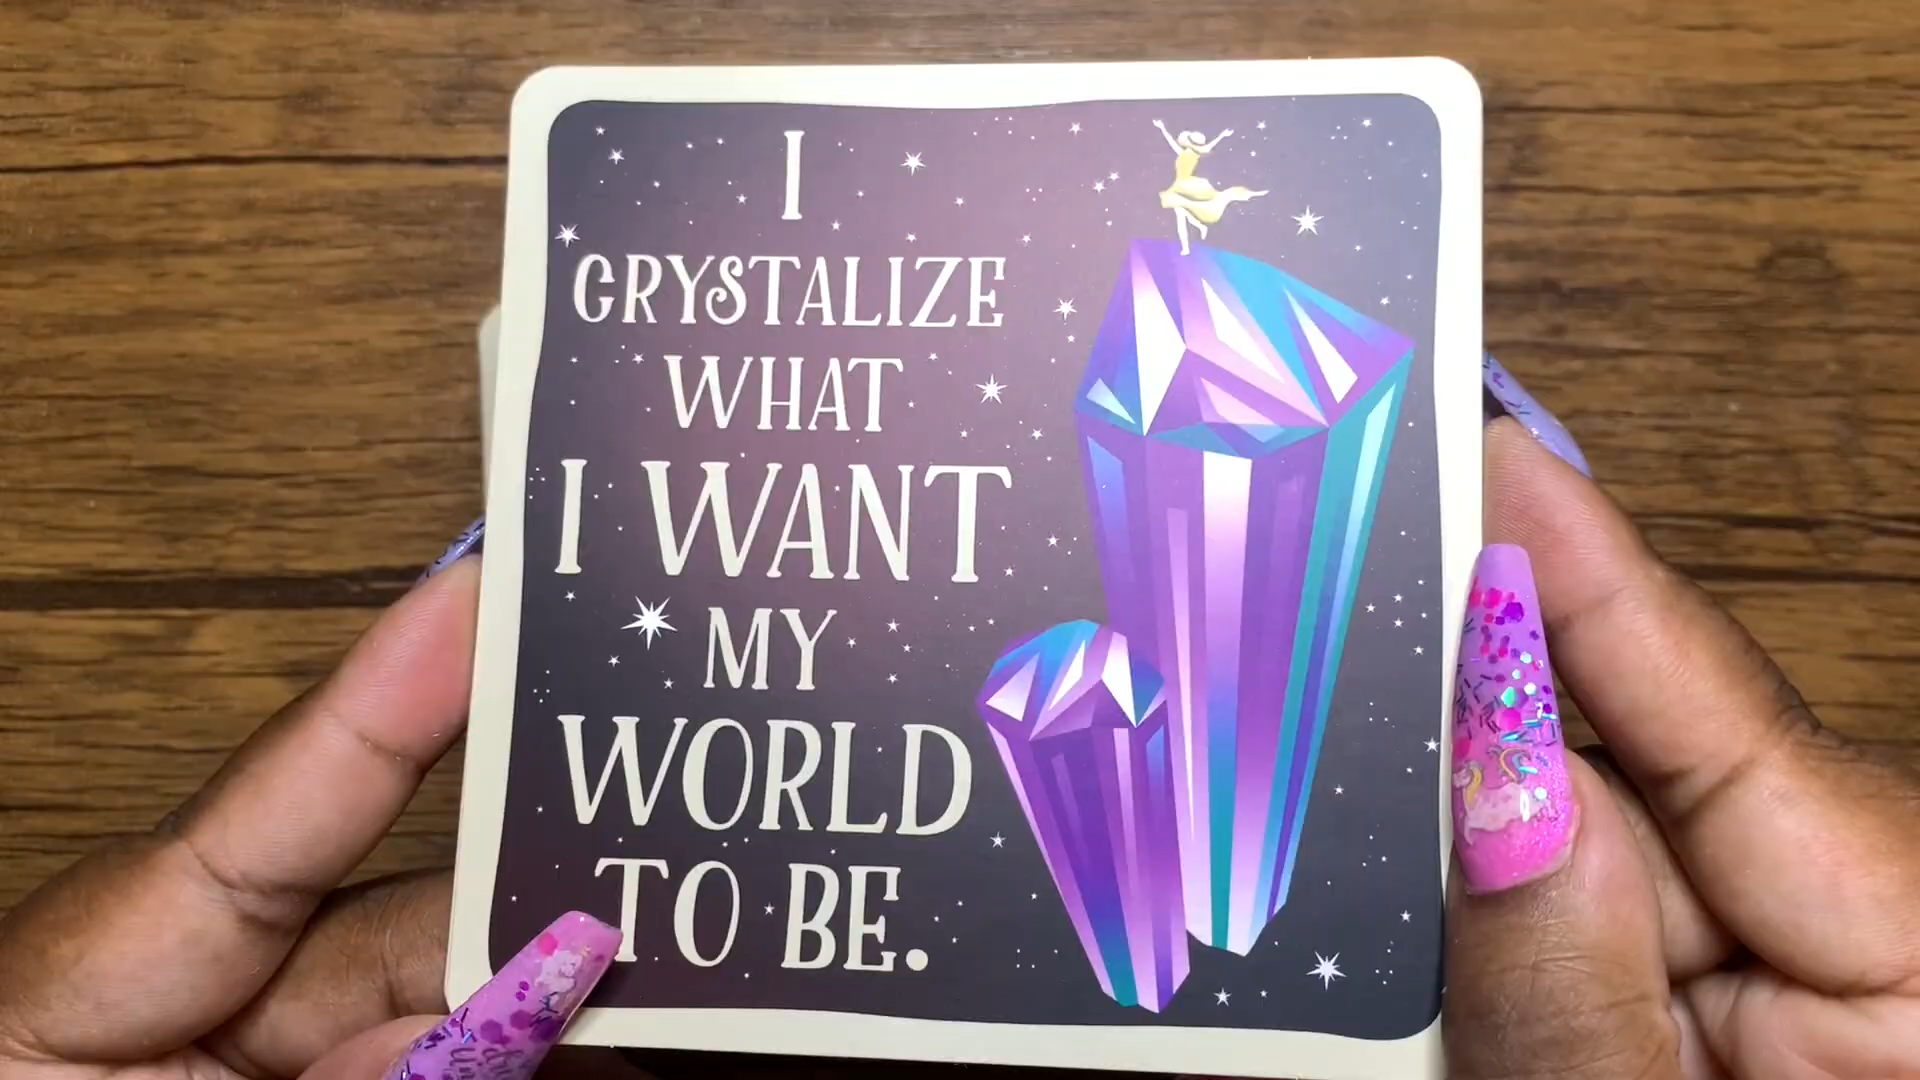 I
CRYSTALIZE
WHAT
I WANT
MY
WORLD
TO BE.